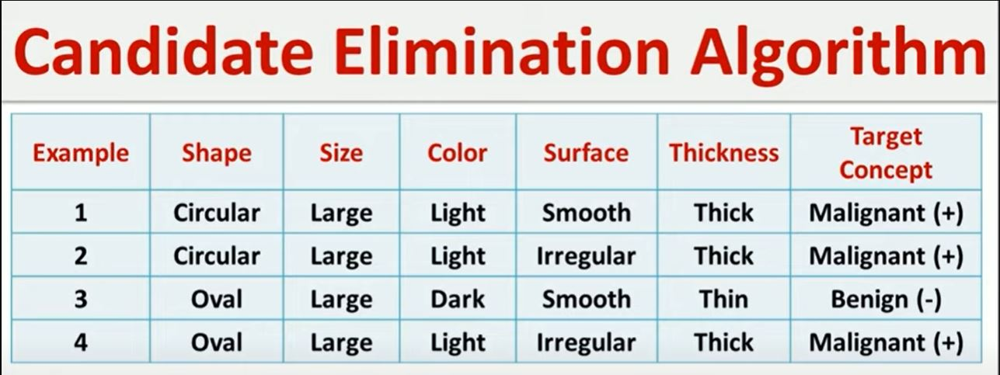 Candidate Elimination Algorithm
Example Shape Size Color Surface Thickness Target Concept
1 Circular Large Light Smooth Thick Malignant (+)
2 Circular Large Light Irregular Thick Malignant (+)
3 Oval Large Dark Smooth Thin Benign (-)
4 Oval Large Light Irregular Thick Malignant (+)